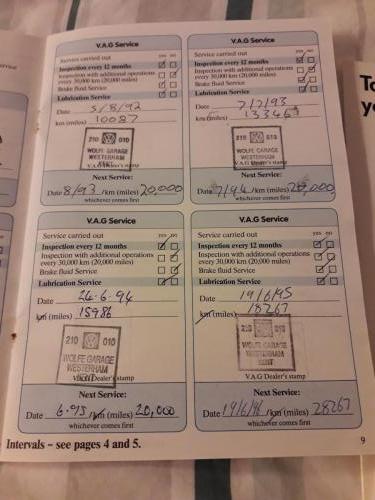 V.A.G Service
Service carried out yes no
Inspection every 12 months
Inspection with additional operations
every 30,000 km (20,000 miles)
Brake fluid Service
Lubrication Service
Date 5/8/92
km (miles) 10087
210 010
WOLFE GARAGE
WESTERHAM
V.A.G Dealer's stamp
Next Service:
Date 8/93 /km (miles) 20,000
whichever comes first
V.A.G Service
Service carried out yes no
Inspection every 12 months
Inspection with additional operations
every 30,000 km (20,000 miles)
Brake fluid Service
Lubrication Service
Date 7/7/93
km (miles)
210 010
WOLFE GARAGE
WESTERHAM
V.A.G Dealer's stamp
Next Service:
Date 7/94 /km (miles) 20,000
whichever comes first
V.A.G Service
Service carried out yes no
Inspection every 12 months
Inspection with additional operations
every 30,000 km (20,000 miles)
Brake fluid Service
Lubrication Service
Date 24.6.94
km (miles) 15986
210 010
WOLFE GARAGE
WESTERHAM
Dealer's stamp
Next Service:
Date 6.95 /km (miles) 20,000
whichever comes first
V.A.G Service
Service carried out yes no
Inspection every 12 months
Inspection with additional operations
every 30,000 km (20,000 miles)
Brake fluid Service
Lubrication Service
Date 19/6/95
km (miles) 18267
210 010
WOLFE GARAGE
WESTERHAM
KENT
V.A.G Dealer's stamp
Next Service:
Date 19/6/96 /km (miles) 28267
whichever comes first
Intervals – see pages 4 and 5.
9